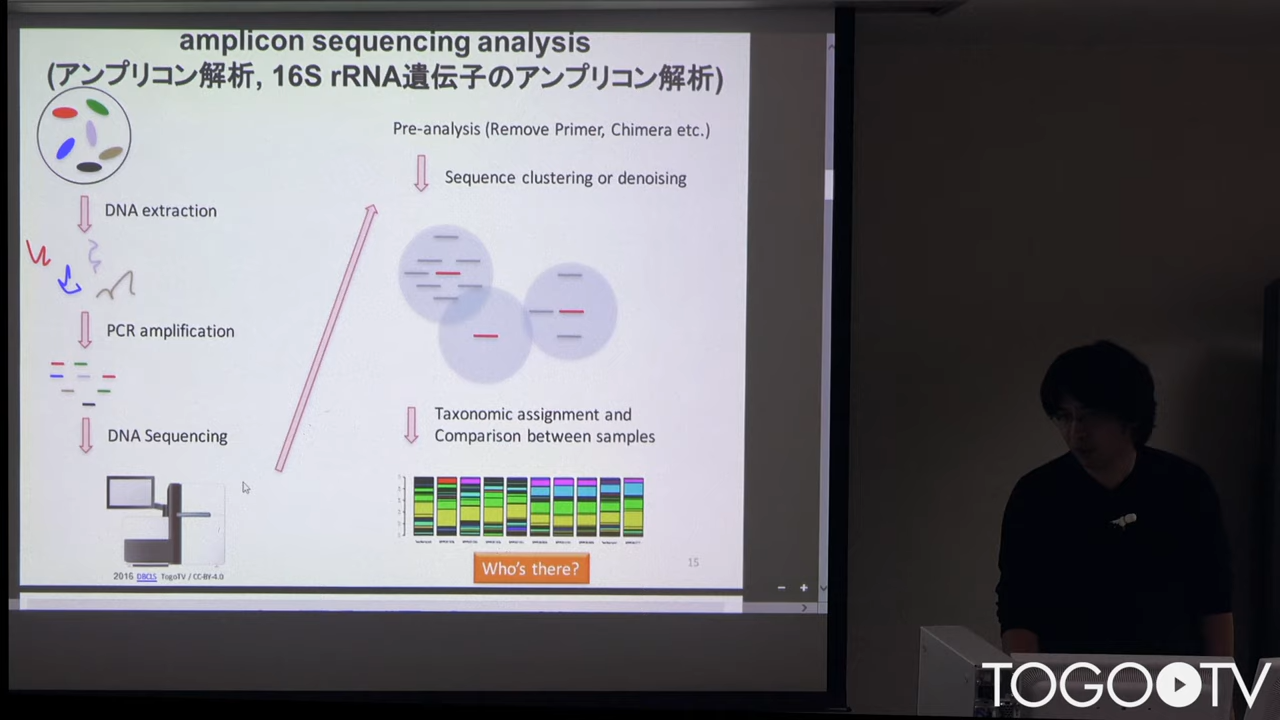 amplicon sequencing analysis
(アンプリコン解析, 16S rRNA遺伝子のアンプリコン解析)
DNA extraction
PCR amplification
DNA Sequencing
2016 DBCLS TogoTV / CC-BY-4.0
Pre-analysis (Remove Primer, Chimera etc.)
Sequence clustering or denoising
Taxonomic assignment and
Comparison between samples
Who's there?
15
TOGO TV